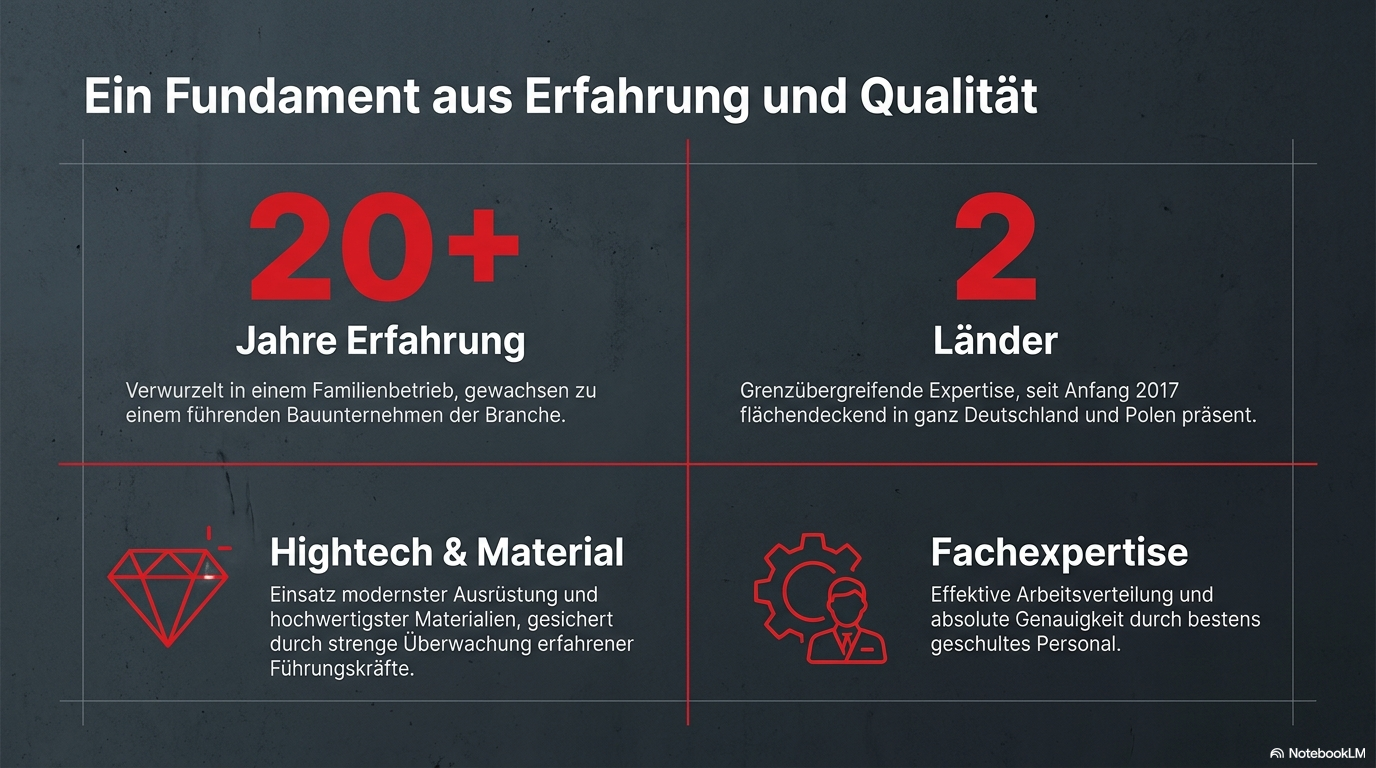 Ein Fundament aus Erfahrung und Qualität
20+
Jahre Erfahrung
Verwurzelt in einem Familienbetrieb, gewachsen zu
einem führenden Bauunternehmen der Branche.
2
Länder
Grenzübergreifende Expertise, seit Anfang 2017
flächendeckend in ganz Deutschland und Polen präsent.
Hightech & Material
Einsatz modernster Ausrüstung und
hochwertigster Materialien, gesichert
durch strenge Überwachung erfahrener
Führungskräfte.
Fachexpertise
Effektive Arbeitsverteilung und
absolute Genauigkeit durch bestens
geschultes Personal.
NotebookLM